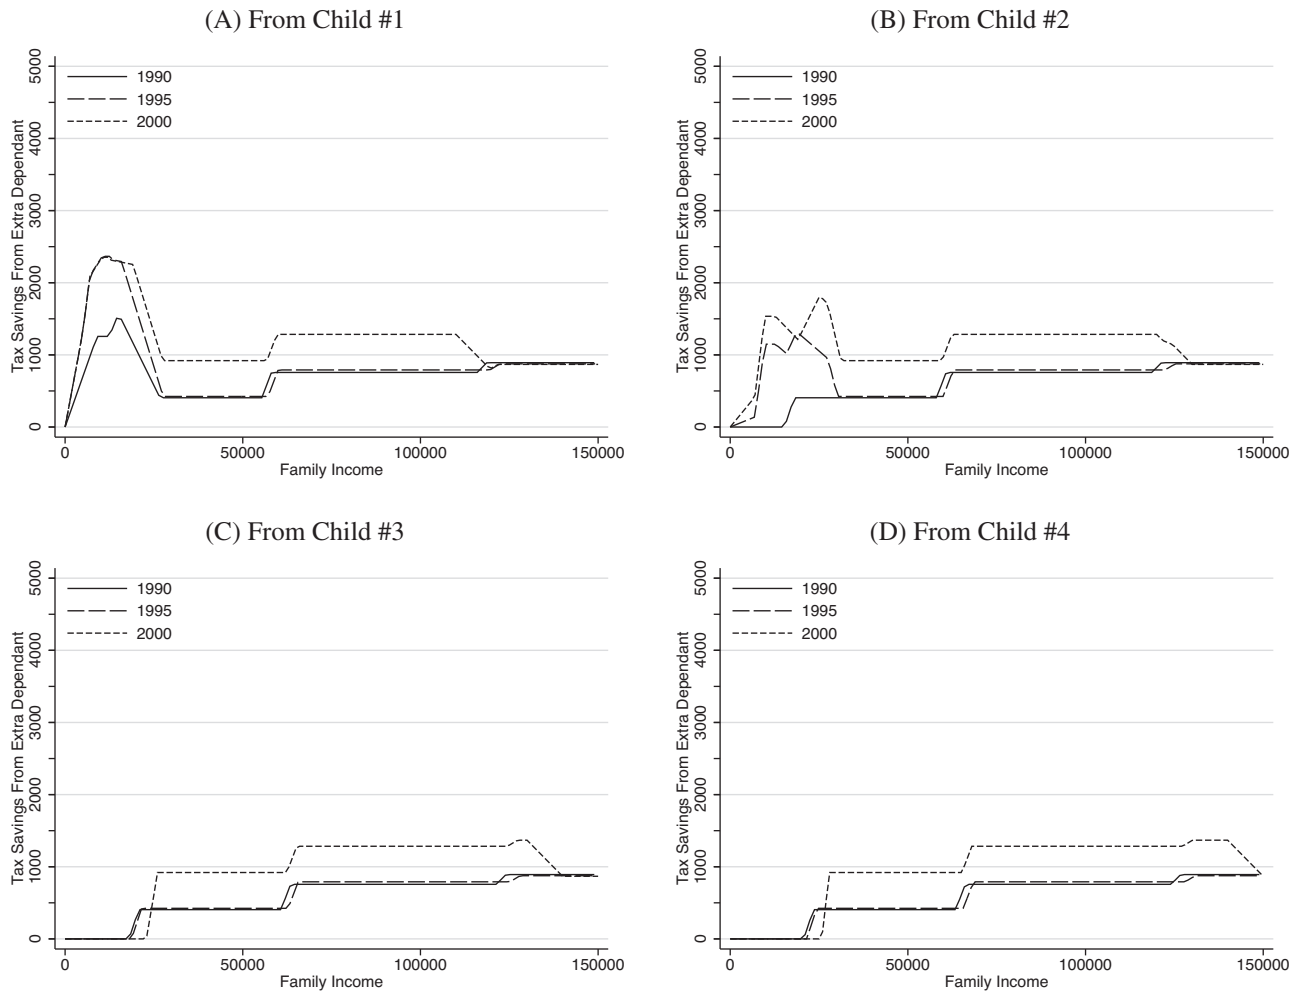 (A) From Child #1
Tax Savings From Extra Dependant
5000
4000
3000
2000
1000
0
1990
1995
2000
0 50000 100000 150000
Family Income
(B) From Child #2
Tax Savings From Extra Dependant
5000
4000
3000
2000
1000
0
1990
1995
2000
0 50000 100000 150000
Family Income
(C) From Child #3
Tax Savings From Extra Dependant
5000
4000
3000
2000
1000
0
1990
1995
2000
0 50000 100000 150000
Family Income
(D) From Child #4
Tax Savings From Extra Dependant
5000
4000
3000
2000
1000
0
1990
1995
2000
0 50000 100000 150000
Family Income